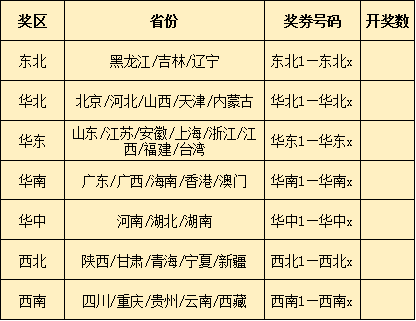 奖区 省份 奖券号码 开奖数
东北 黑龙江/吉林/辽宁 东北1—东北x
华北 北京/河北/山西/天津/内蒙古 华北1—华北x
华东 山东/江苏/安徽/上海/浙江/江西/福建/台湾 华东1—华东x
华南 广东/广西/海南/香港/澳门 华南1—华南x
华中 河南/湖北/湖南 华中1—华中x
西北 陕西/甘肃/青海/宁夏/新疆 西北1—西北x
西南 四川/重庆/贵州/云南/西藏 西南1—西南x